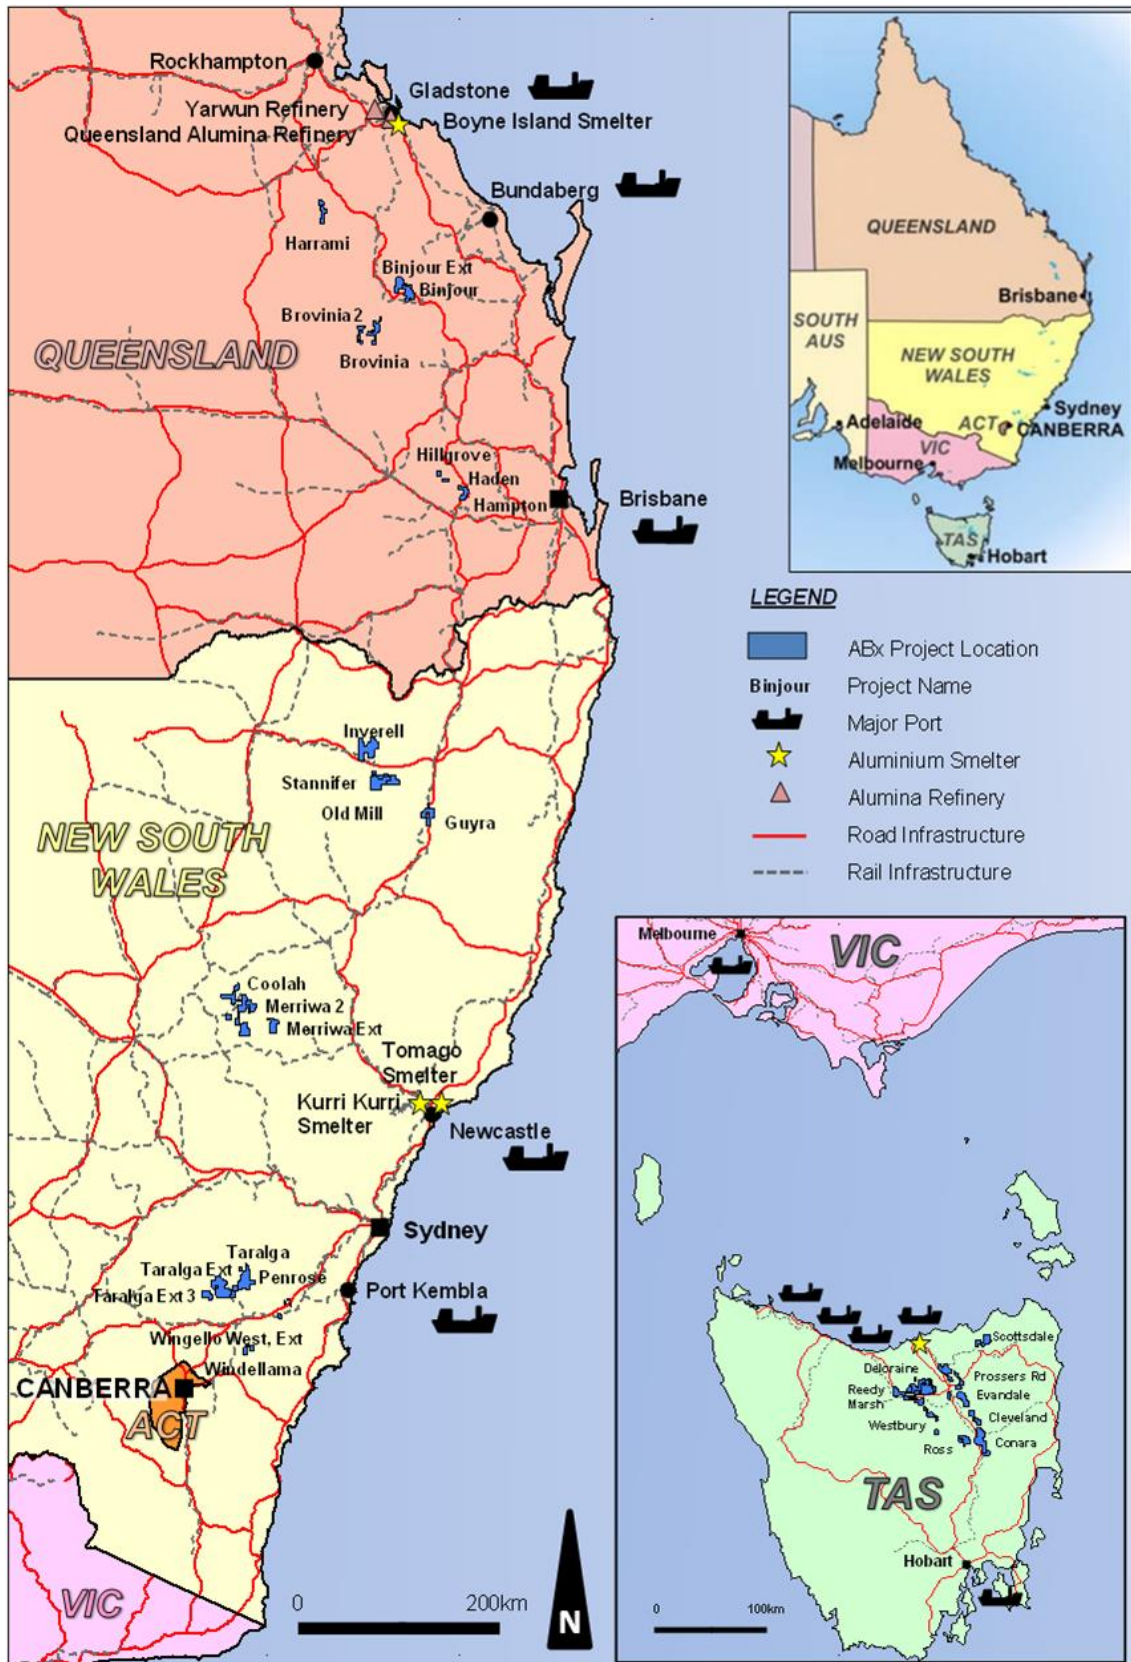 Rockhampton
Gladstone
Yarwun Refinery
Boyne Island Smelter
Queensland Alumina Refinery
Bundaberg
Harrami
Binjour Ext
Binjour
Brovinia 2
Brovinia
QUEENSLAND
Hillgrove
Haden
Hampton
Brisbane
Inverell
Stannifer
Old Mill
Guyra
NEW SOUTH
WALES
Coolah
Merriwa 2
Merriwa Ext
Tomago
Smelter
Kurri Kurri
Smelter
Newcastle
Sydney
Taralga
Taralga Ext
Penrose
Taralga Ext 3
Port Kembla
Wingello West, Ext
Windellama
CANBERRA
ACT
VIC
0
200km
N
QUEENSLAND
Brisbane
SOUTH
AUS
NEW SOUTH
WALES
Sydney
ACT
CANBERRA
Adelaide
VIC
Melbourne
TAS
Hobart
LEGEND
ABx Project Location
Binjour
Project Name
Major Port
Aluminium Smelter
Alumina Refinery
Road Infrastructure
Rail Infrastructure
Melbourne
VIC
Scottsdale
Deloraine
Prossers Rd
Reedy
Marsh
Evandale
Westbury
Cleveland
Ross
Conara
TAS
Hobart
0
100km